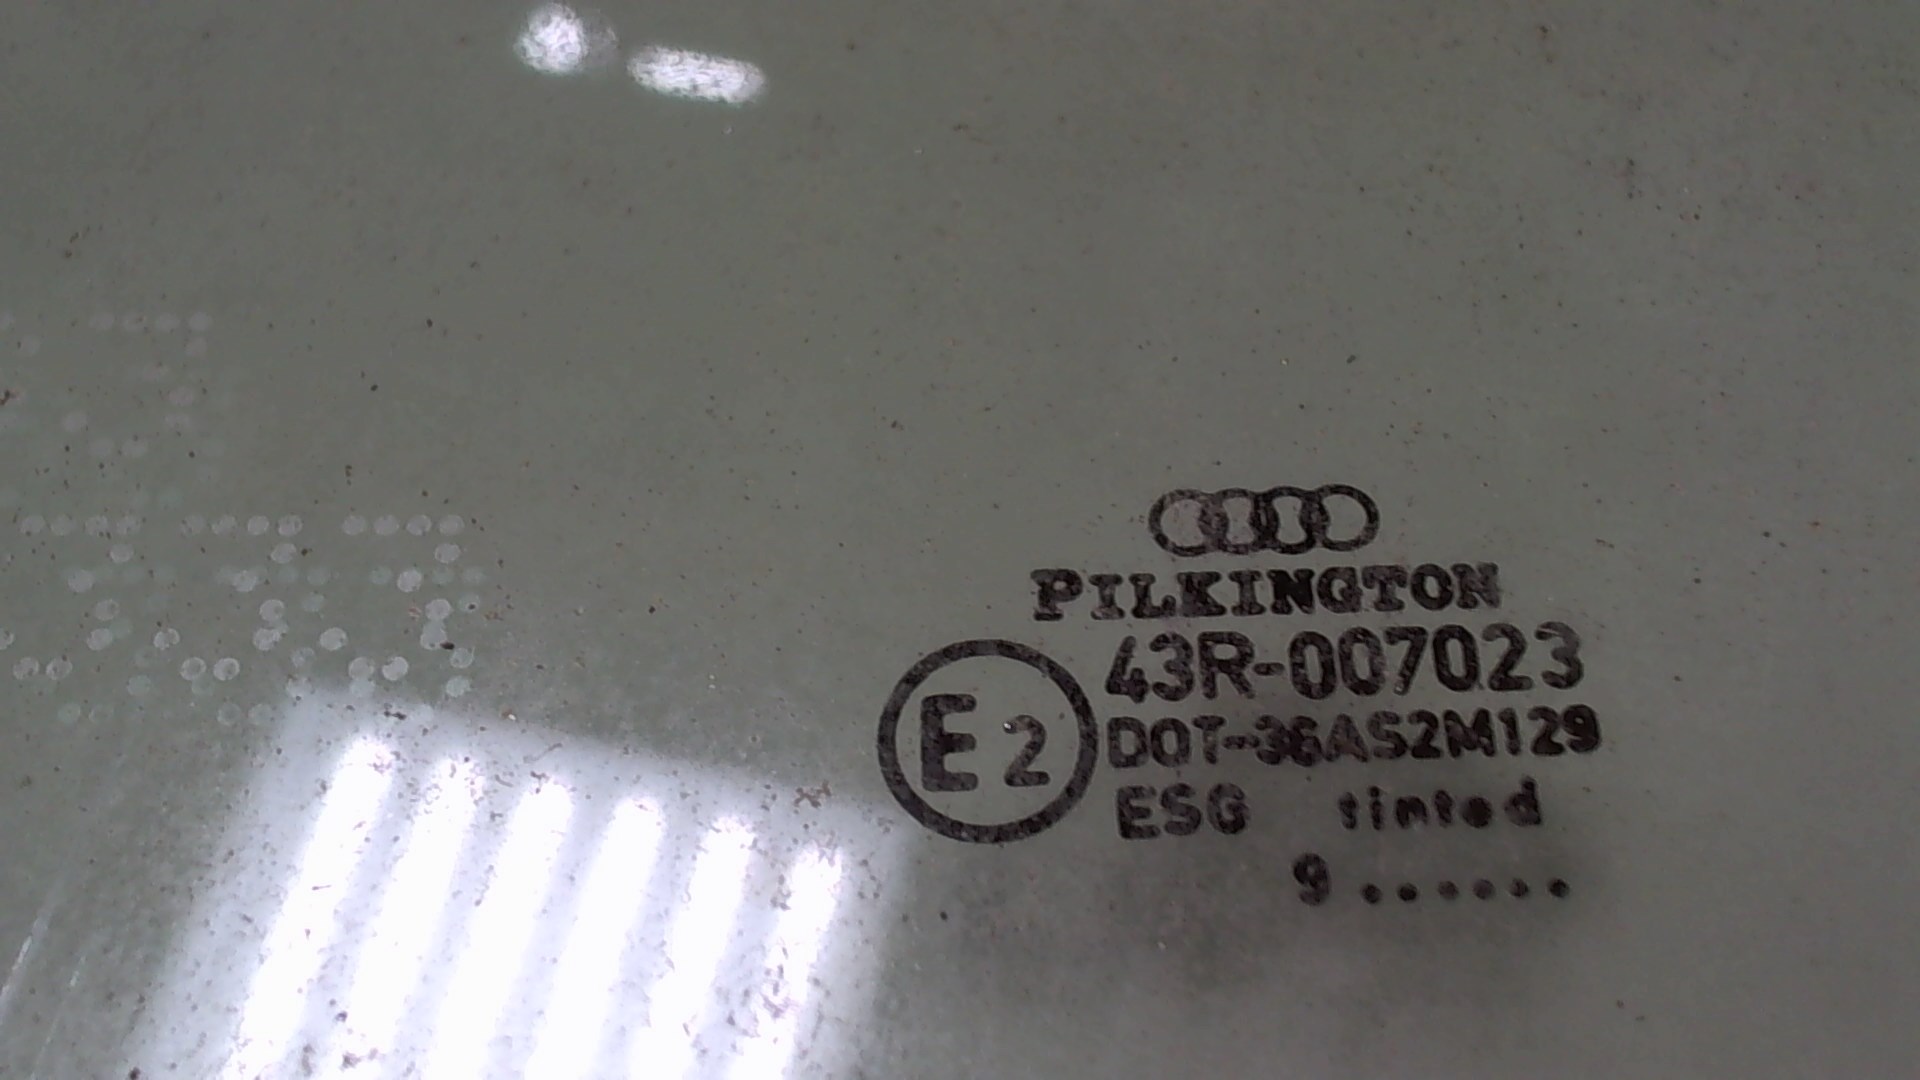 PILKINGTON
43R-007023
E2 DOT-36AS2M129
ESG tinted
9 ......